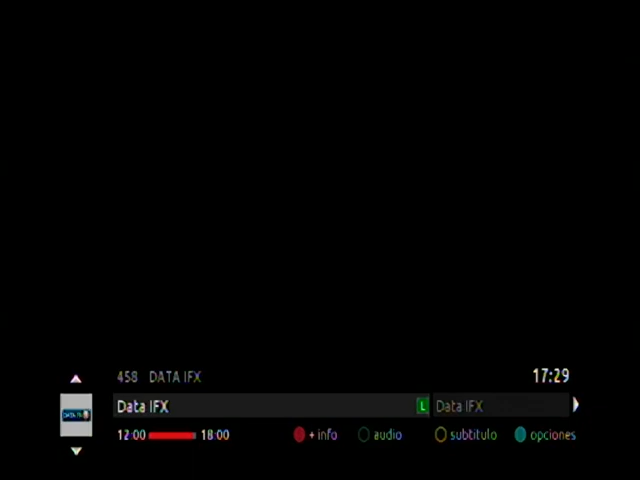 458 DATA IFX
17:29
Data IFX
L
Data IFX
12:00
18:00
+ info
audio
subtitulo
opciones